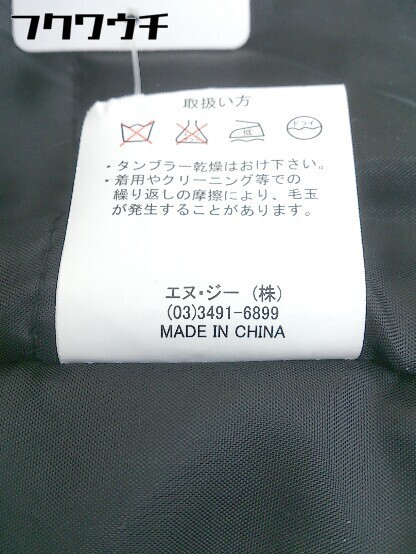 フクワウチ
取扱い方
低
ドライ
・タンブラー乾燥はおけ下さい。
・着用やクリーニング等での
繰り返しの摩擦により、毛玉
が発生することがあります。
エヌ・ジー (株)
(03)3491-6899
MADE IN CHINA